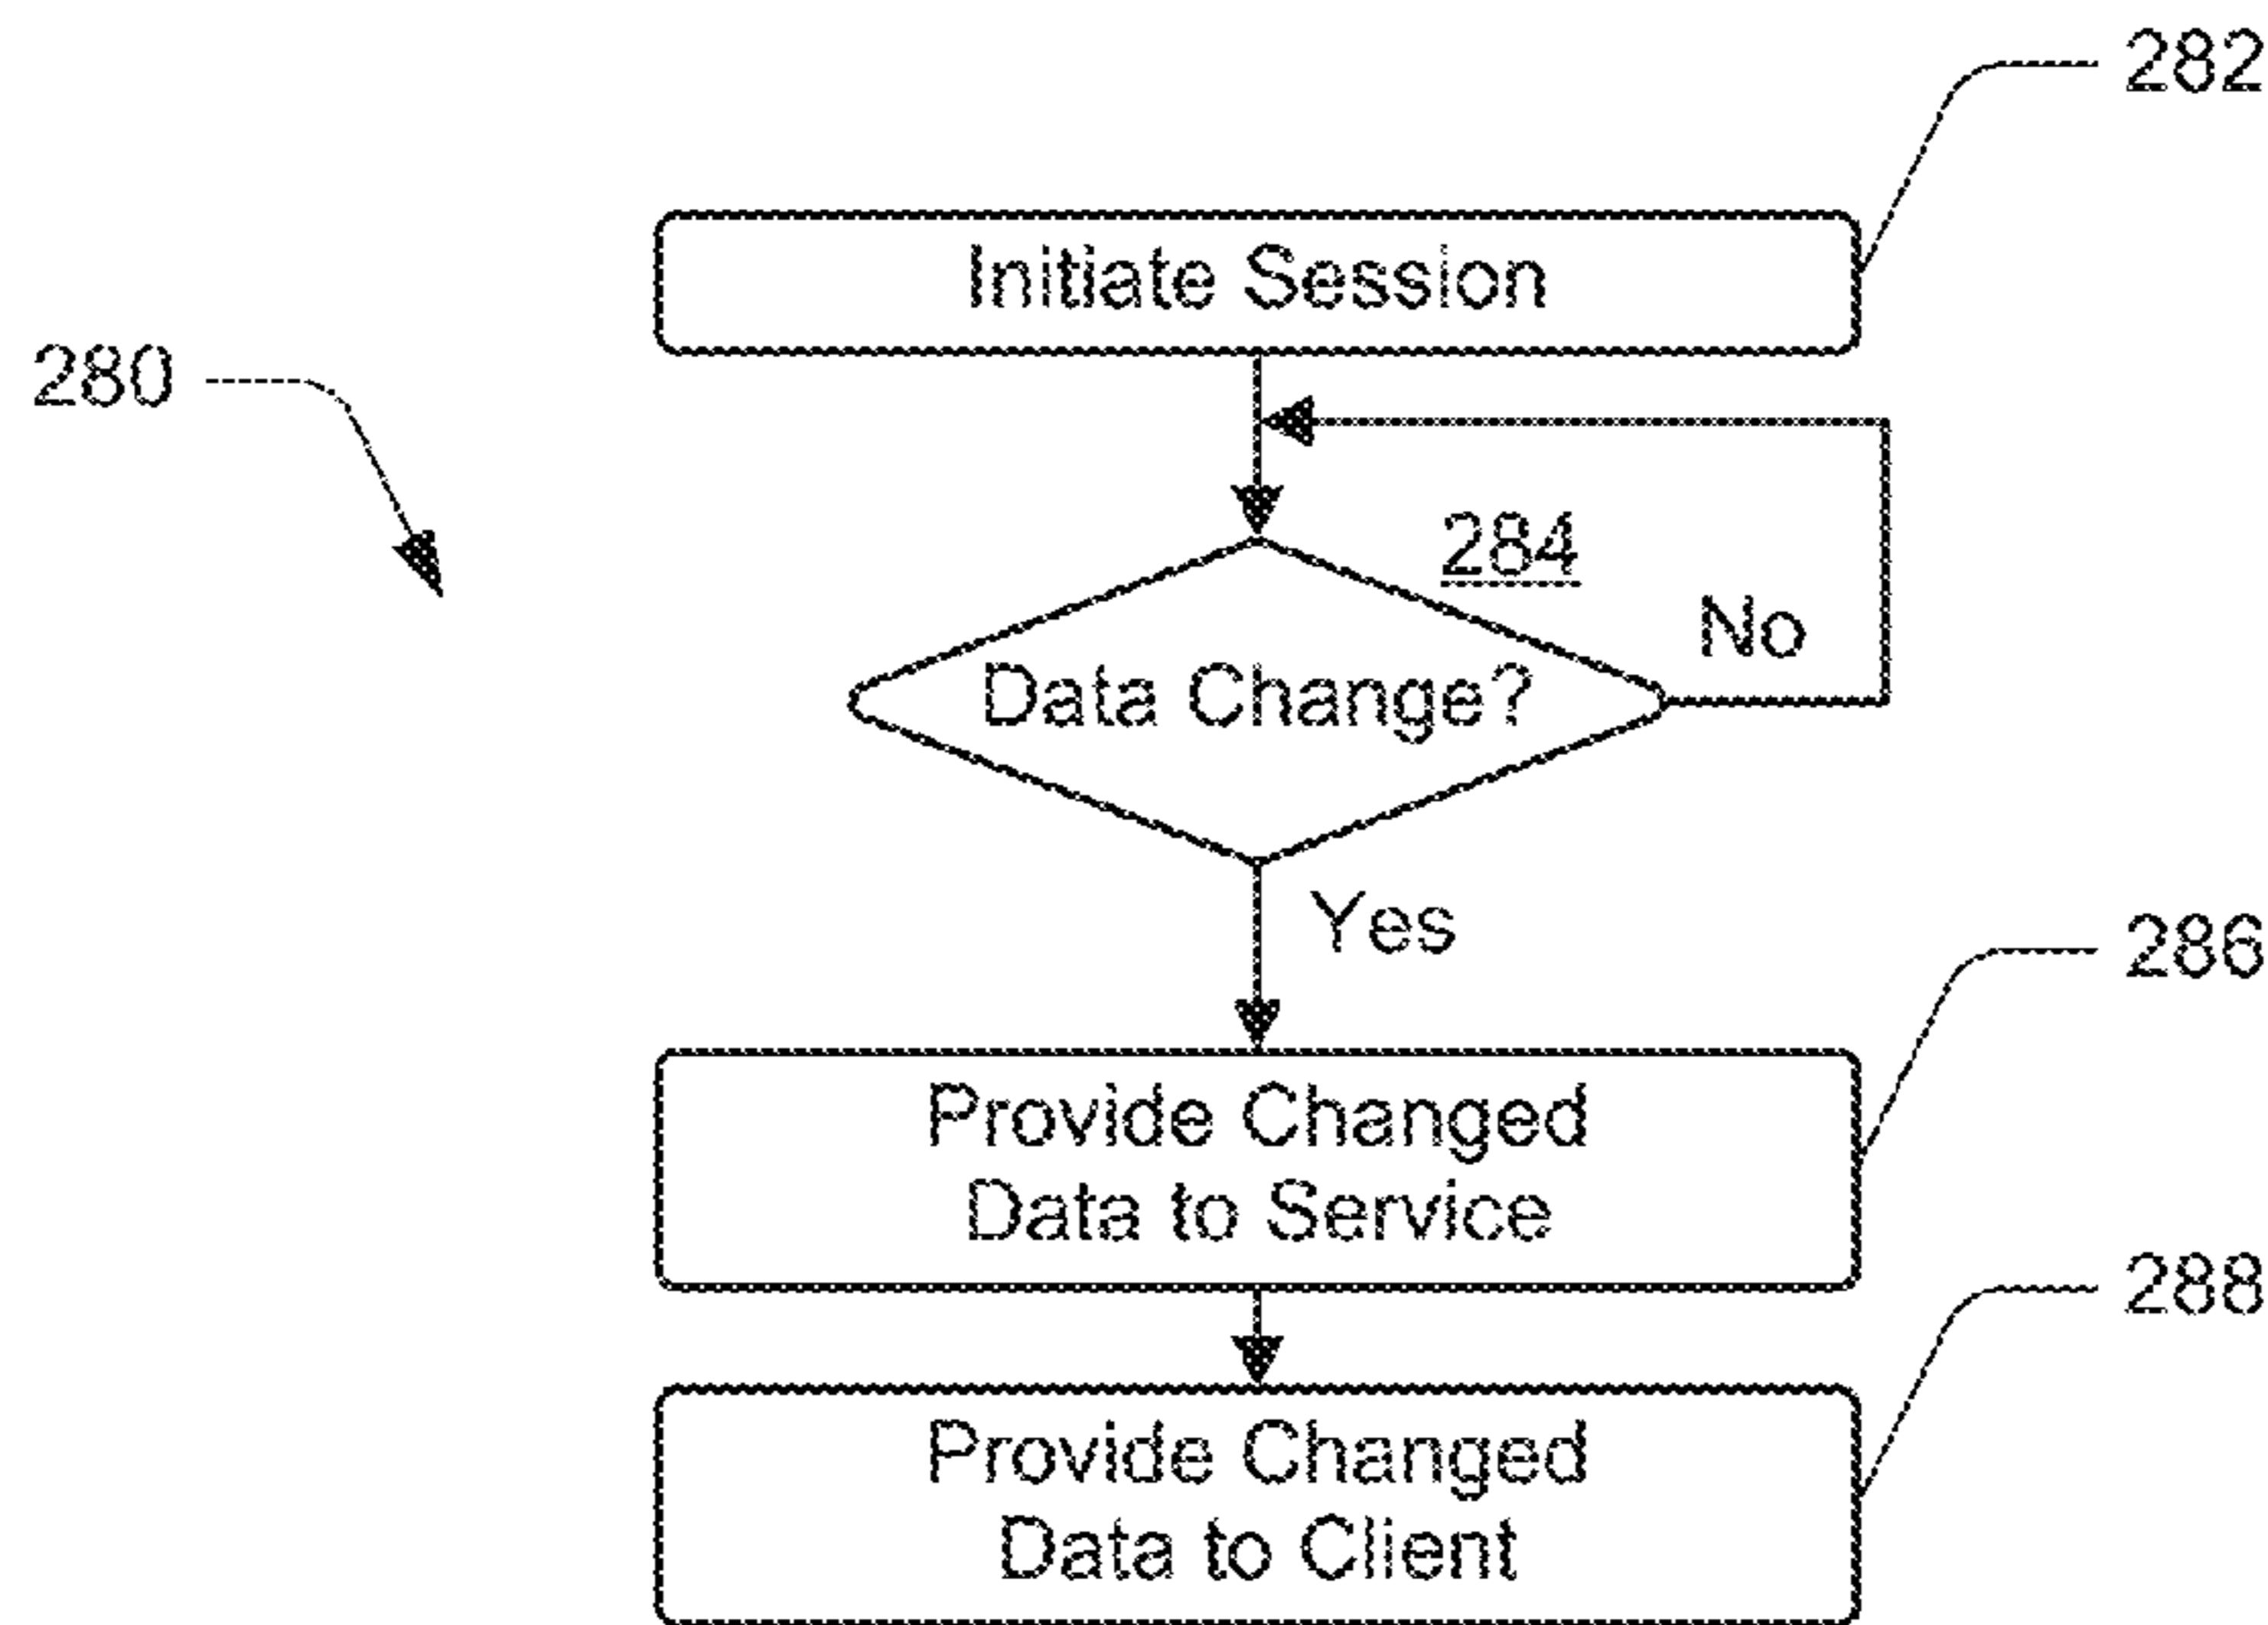 282
Initiate Session
280
284
No
Data Change?
Yes
286
Provide Changed
Data to Service
288
Provide Changed
Data to Client